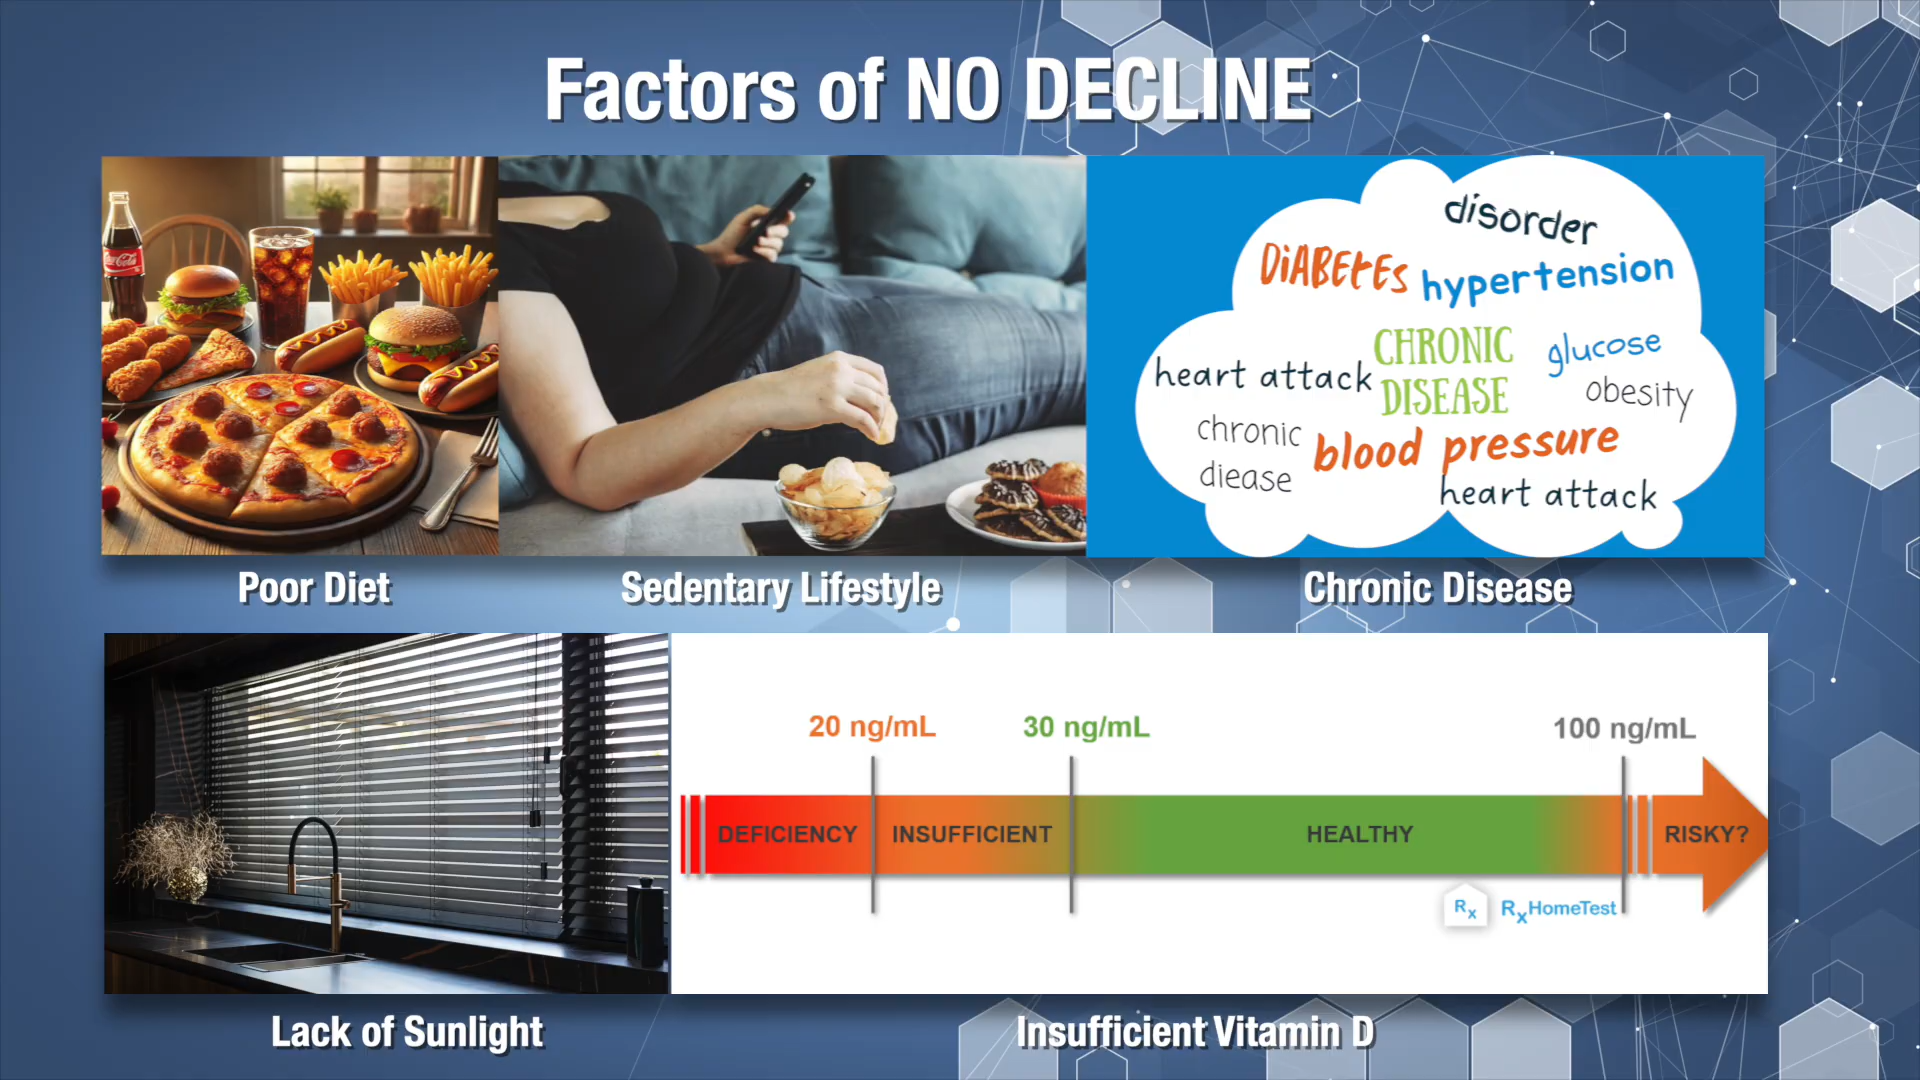 Factors of NO DECLINE
Coca-Cola
disorder
DiABEtES hypertension
CHRONIC
DISEASE
glucose
heart attack
obesity
chronic
diease
blood pressure
heart attack
Poor Diet
Sedentary Lifestyle
Chronic Disease
20 ng/mL
30 ng/mL
100 ng/mL
DEFICIENCY
INSUFFICIENT
HEALTHY
RISKY?
Rx
RxHomeTest
Lack of Sunlight
Insufficient Vitamin D